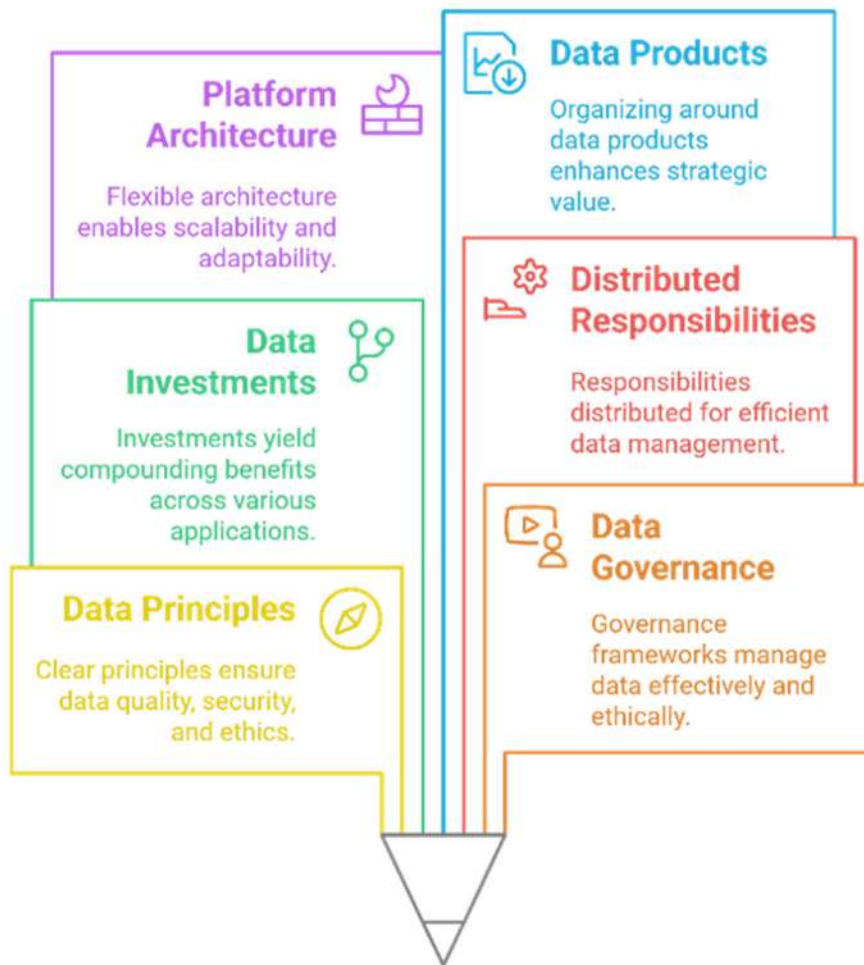 Platform
Architecture
Flexible architecture
enables scalability and
adaptability.
Data Products
Organizing around
data products
enhances strategic
value.
Data
Investments
Investments yield
compounding benefits
across various
applications.
Distributed
Responsibilities
Responsibilities
distributed for efficient
data management.
Data Principles
Clear principles ensure
data quality, security,
and ethics.
Data
Governance
Governance
frameworks manage
data effectively and
ethically.